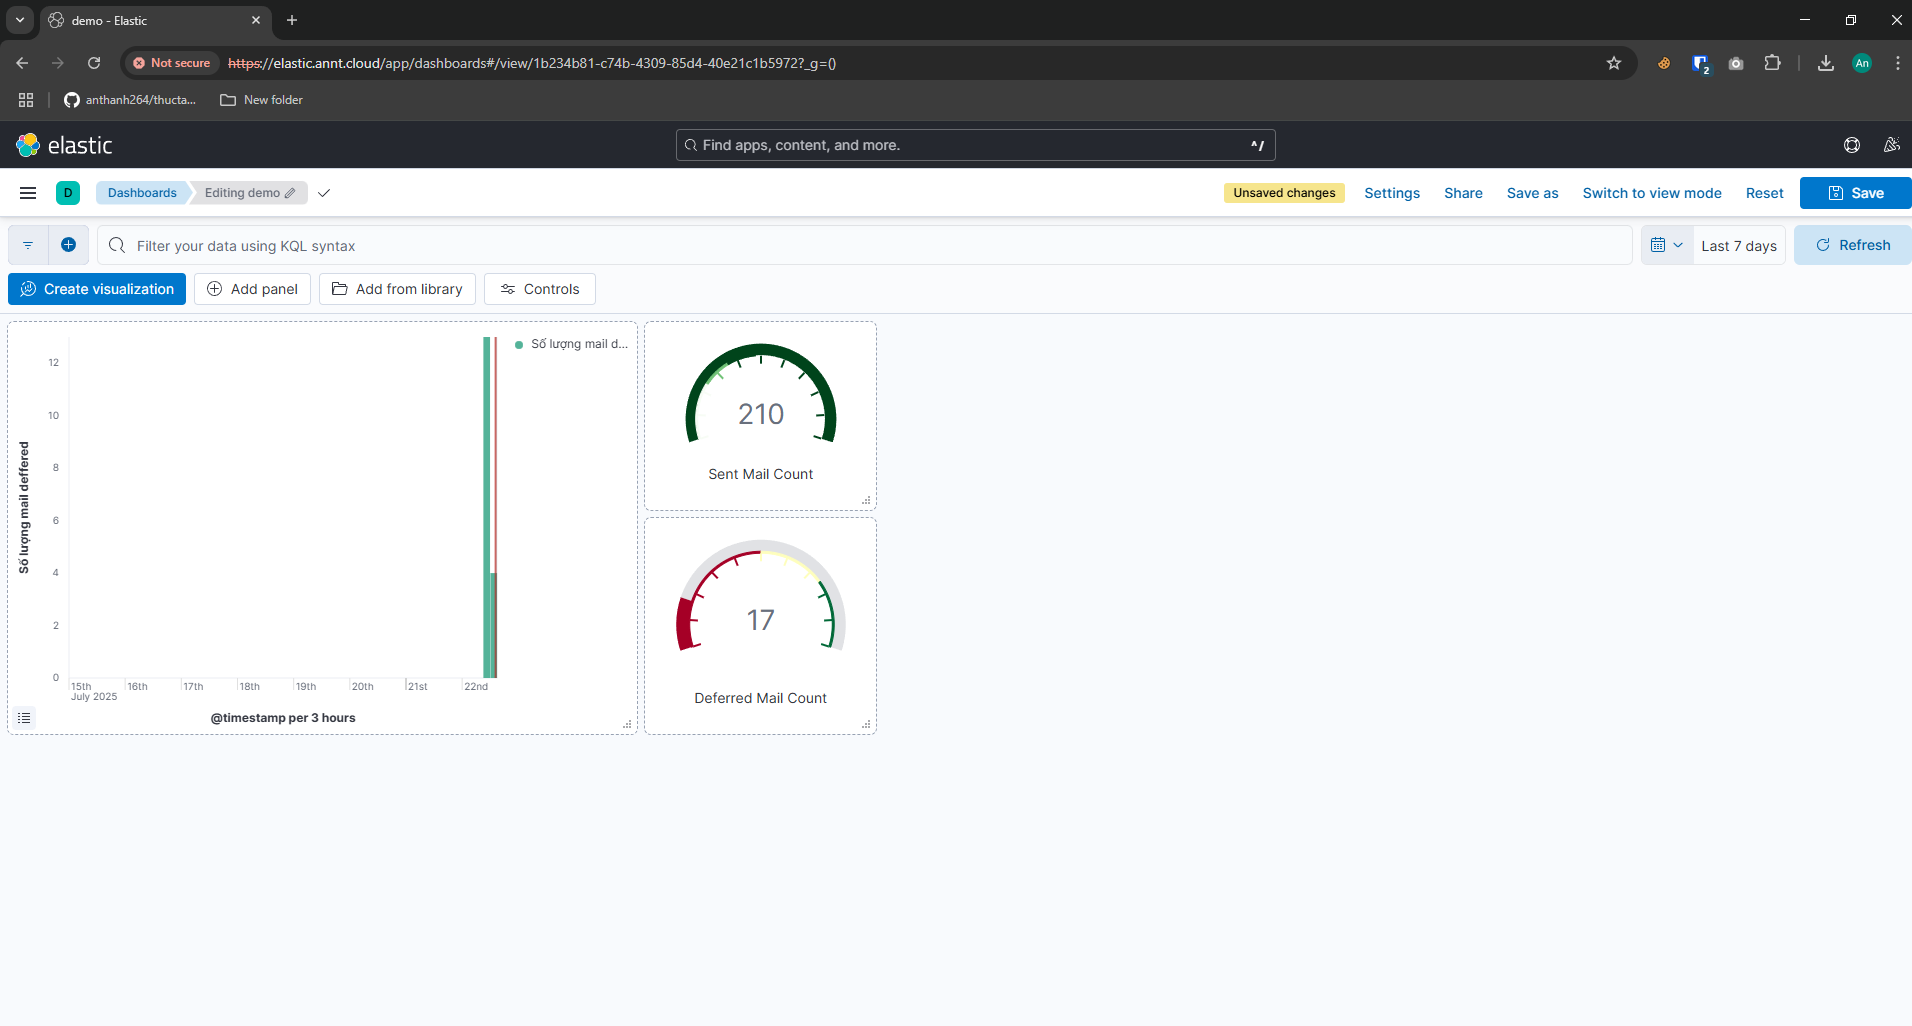 demo - Elastic
Not secure
https://elastic.annt.cloud/app/dashboards#/view/1b234b81-c74b-4309-85d4-40e21c1b5972?_g=()
2
An
anthanh264/thucta...
New folder
elastic
Find apps, content, and more.
^/
D
Dashboards
Editing demo
Unsaved changes
Settings
Share
Save as
Switch to view mode
Reset
Save
Filter your data using KQL syntax
Last 7 days
Refresh
Create visualization
Add panel
Add from library
Controls
Số lượng mail d...
Số lượng mail deffered
12
10
8
6
4
2
0
15th
16th
17th
18th
19th
20th
21st
22nd
July 2025
@timestamp per 3 hours
210
Sent Mail Count
17
Deferred Mail Count